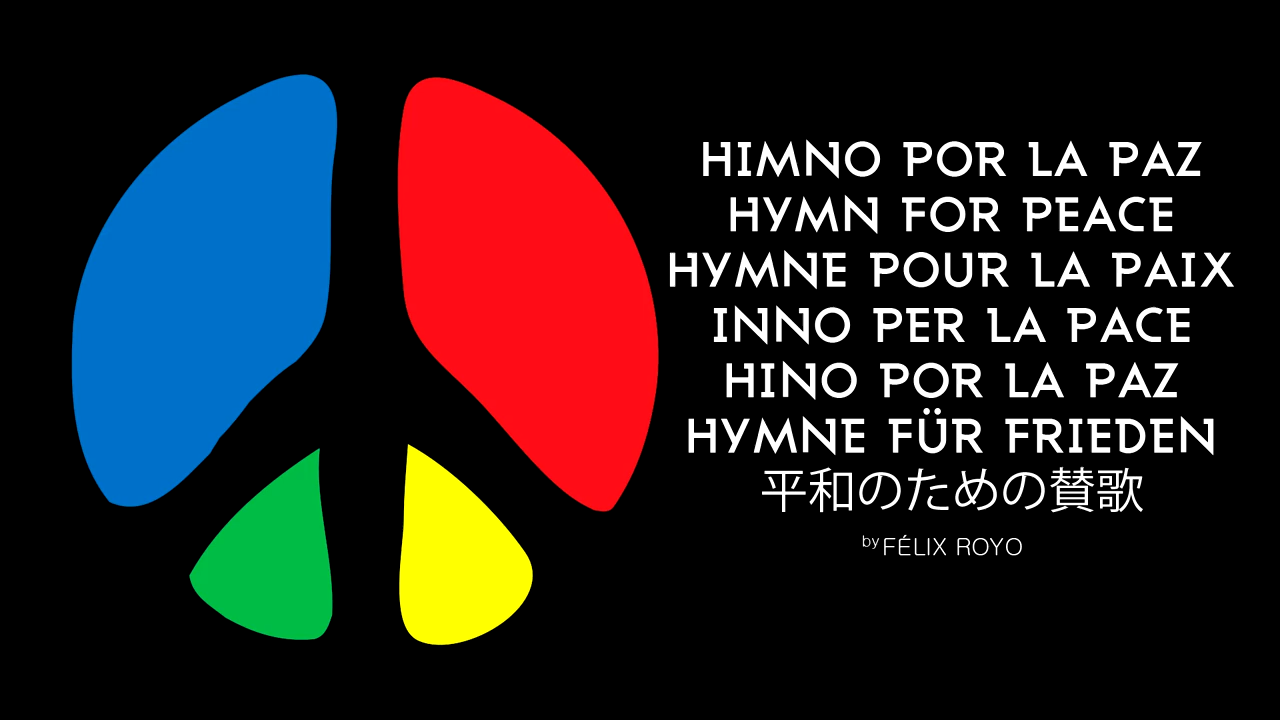 HIMNO POR LA PAZ
HYMN FOR PEACE
HYMNE POUR LA PAIX
INNO PER LA PACE
HINO POR LA PAZ
HYMNE FÜR FRIEDEN
平和のための賛歌
by FÉLIX ROYO